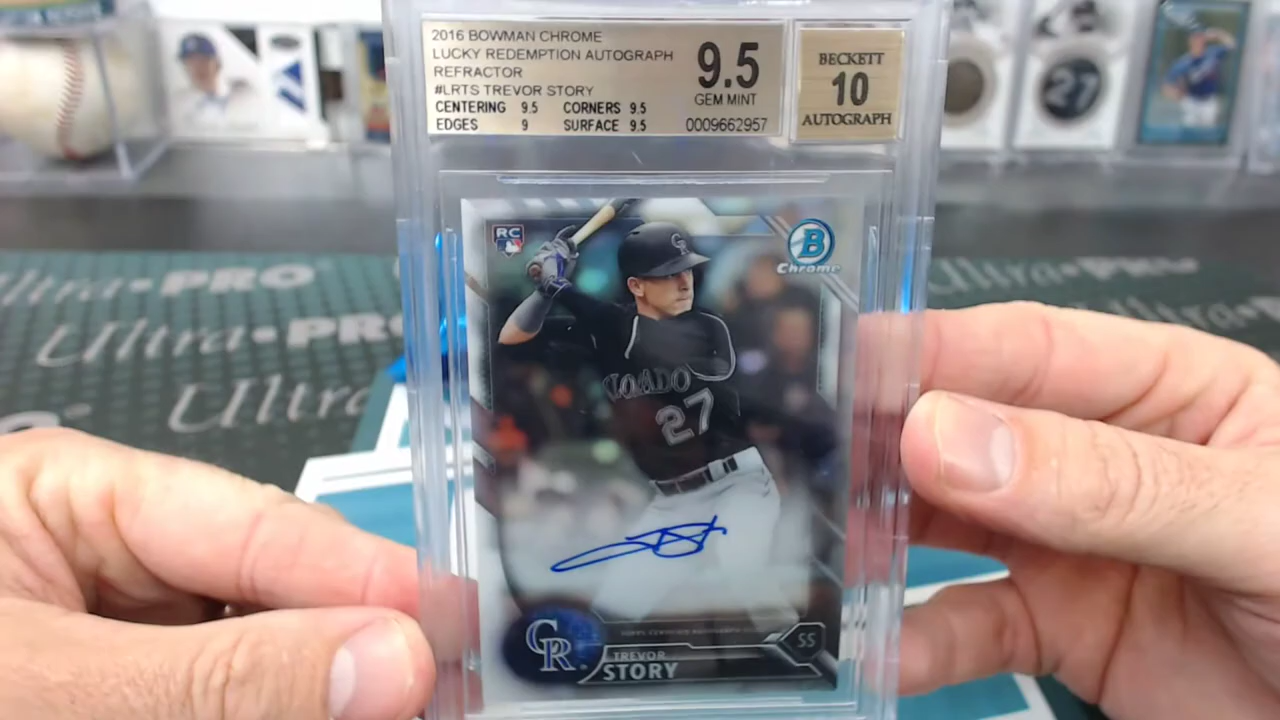 2016 BOWMAN CHROME
LUCKY REDEMPTION AUTOGRAPH
REFRACTOR
#LRTS TREVOR STORY
CENTERING 9.5 CORNERS 9.5
EDGES 9 SURFACE 9.5
9.5
GEM MINT
0009662957
BECKETT
10
AUTOGRAPH
27
RC
B
Chrome
CR
27
Ultra•PRO
Ultra•PRO
Ultra
CR
TREVOR
STORY
SS